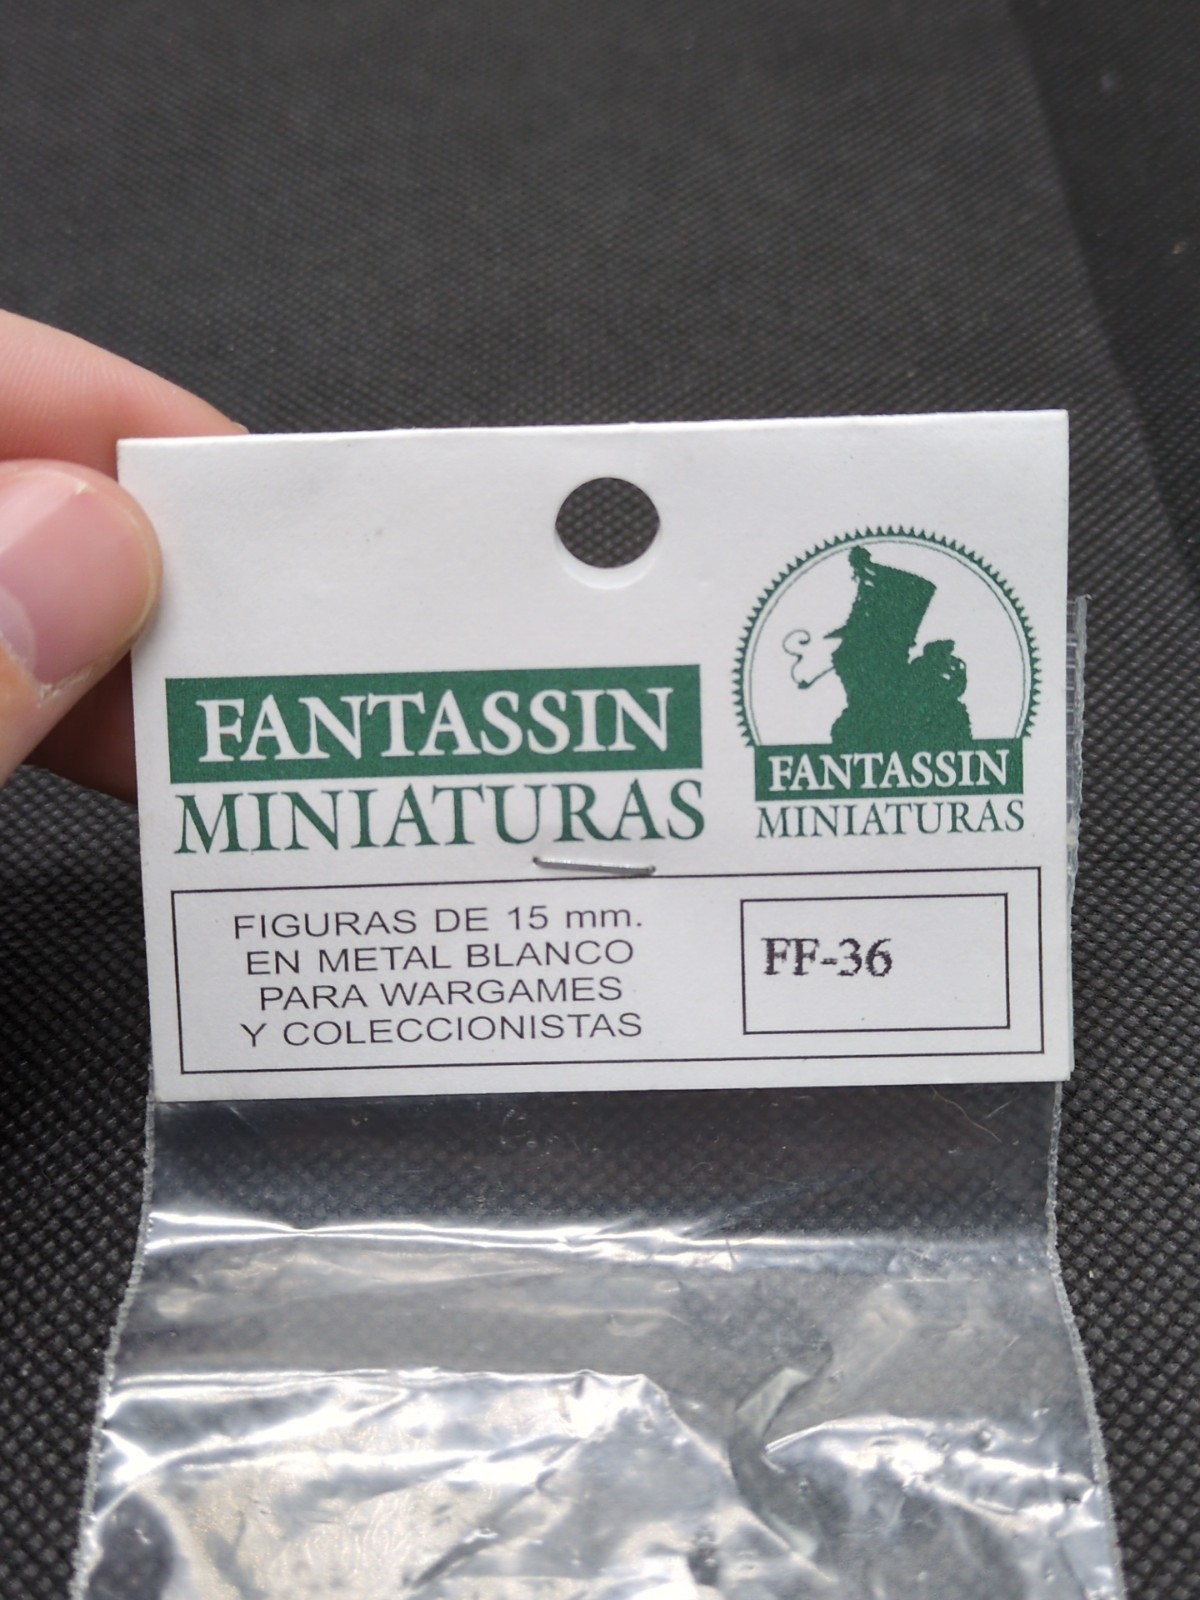 FANTASSIN
MINIATURAS
FANTASSIN
MINIATURAS
FIGURAS DE 15 mm.
EN METAL BLANCO
PARA WARGAMES
Y COLECCIONISTAS
FF-36